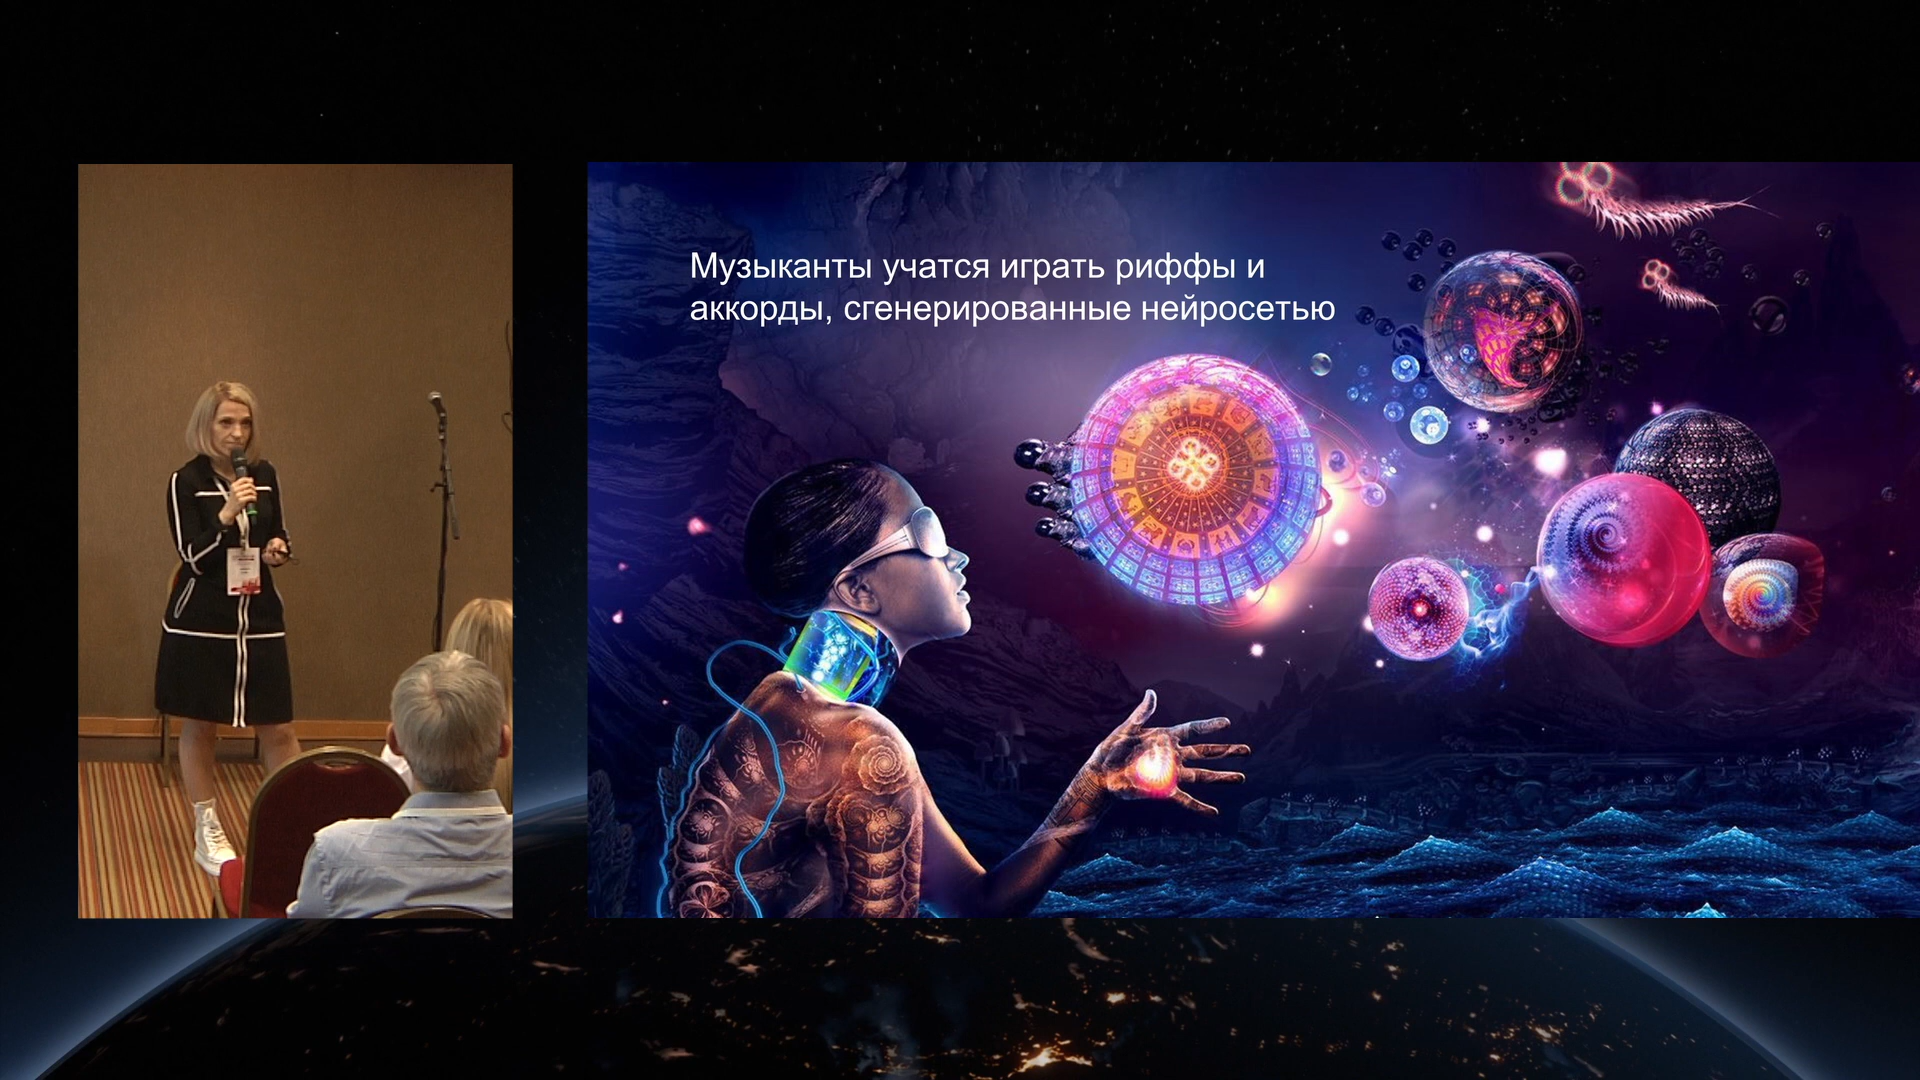 Музыканты учатся играть риффы и
аккорды, сгенерированные нейросетью